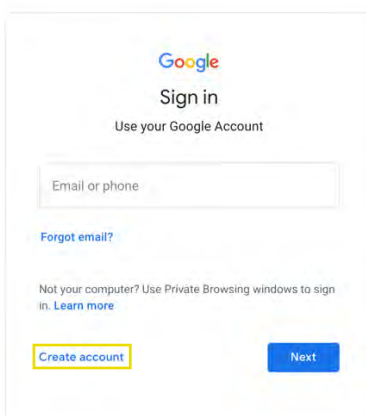 Google
Sign in
Use your Google Account
Email or phone
Forgot email?
Not your computer? Use Private Browsing windows to sign
in. Learn more
Create account
Next